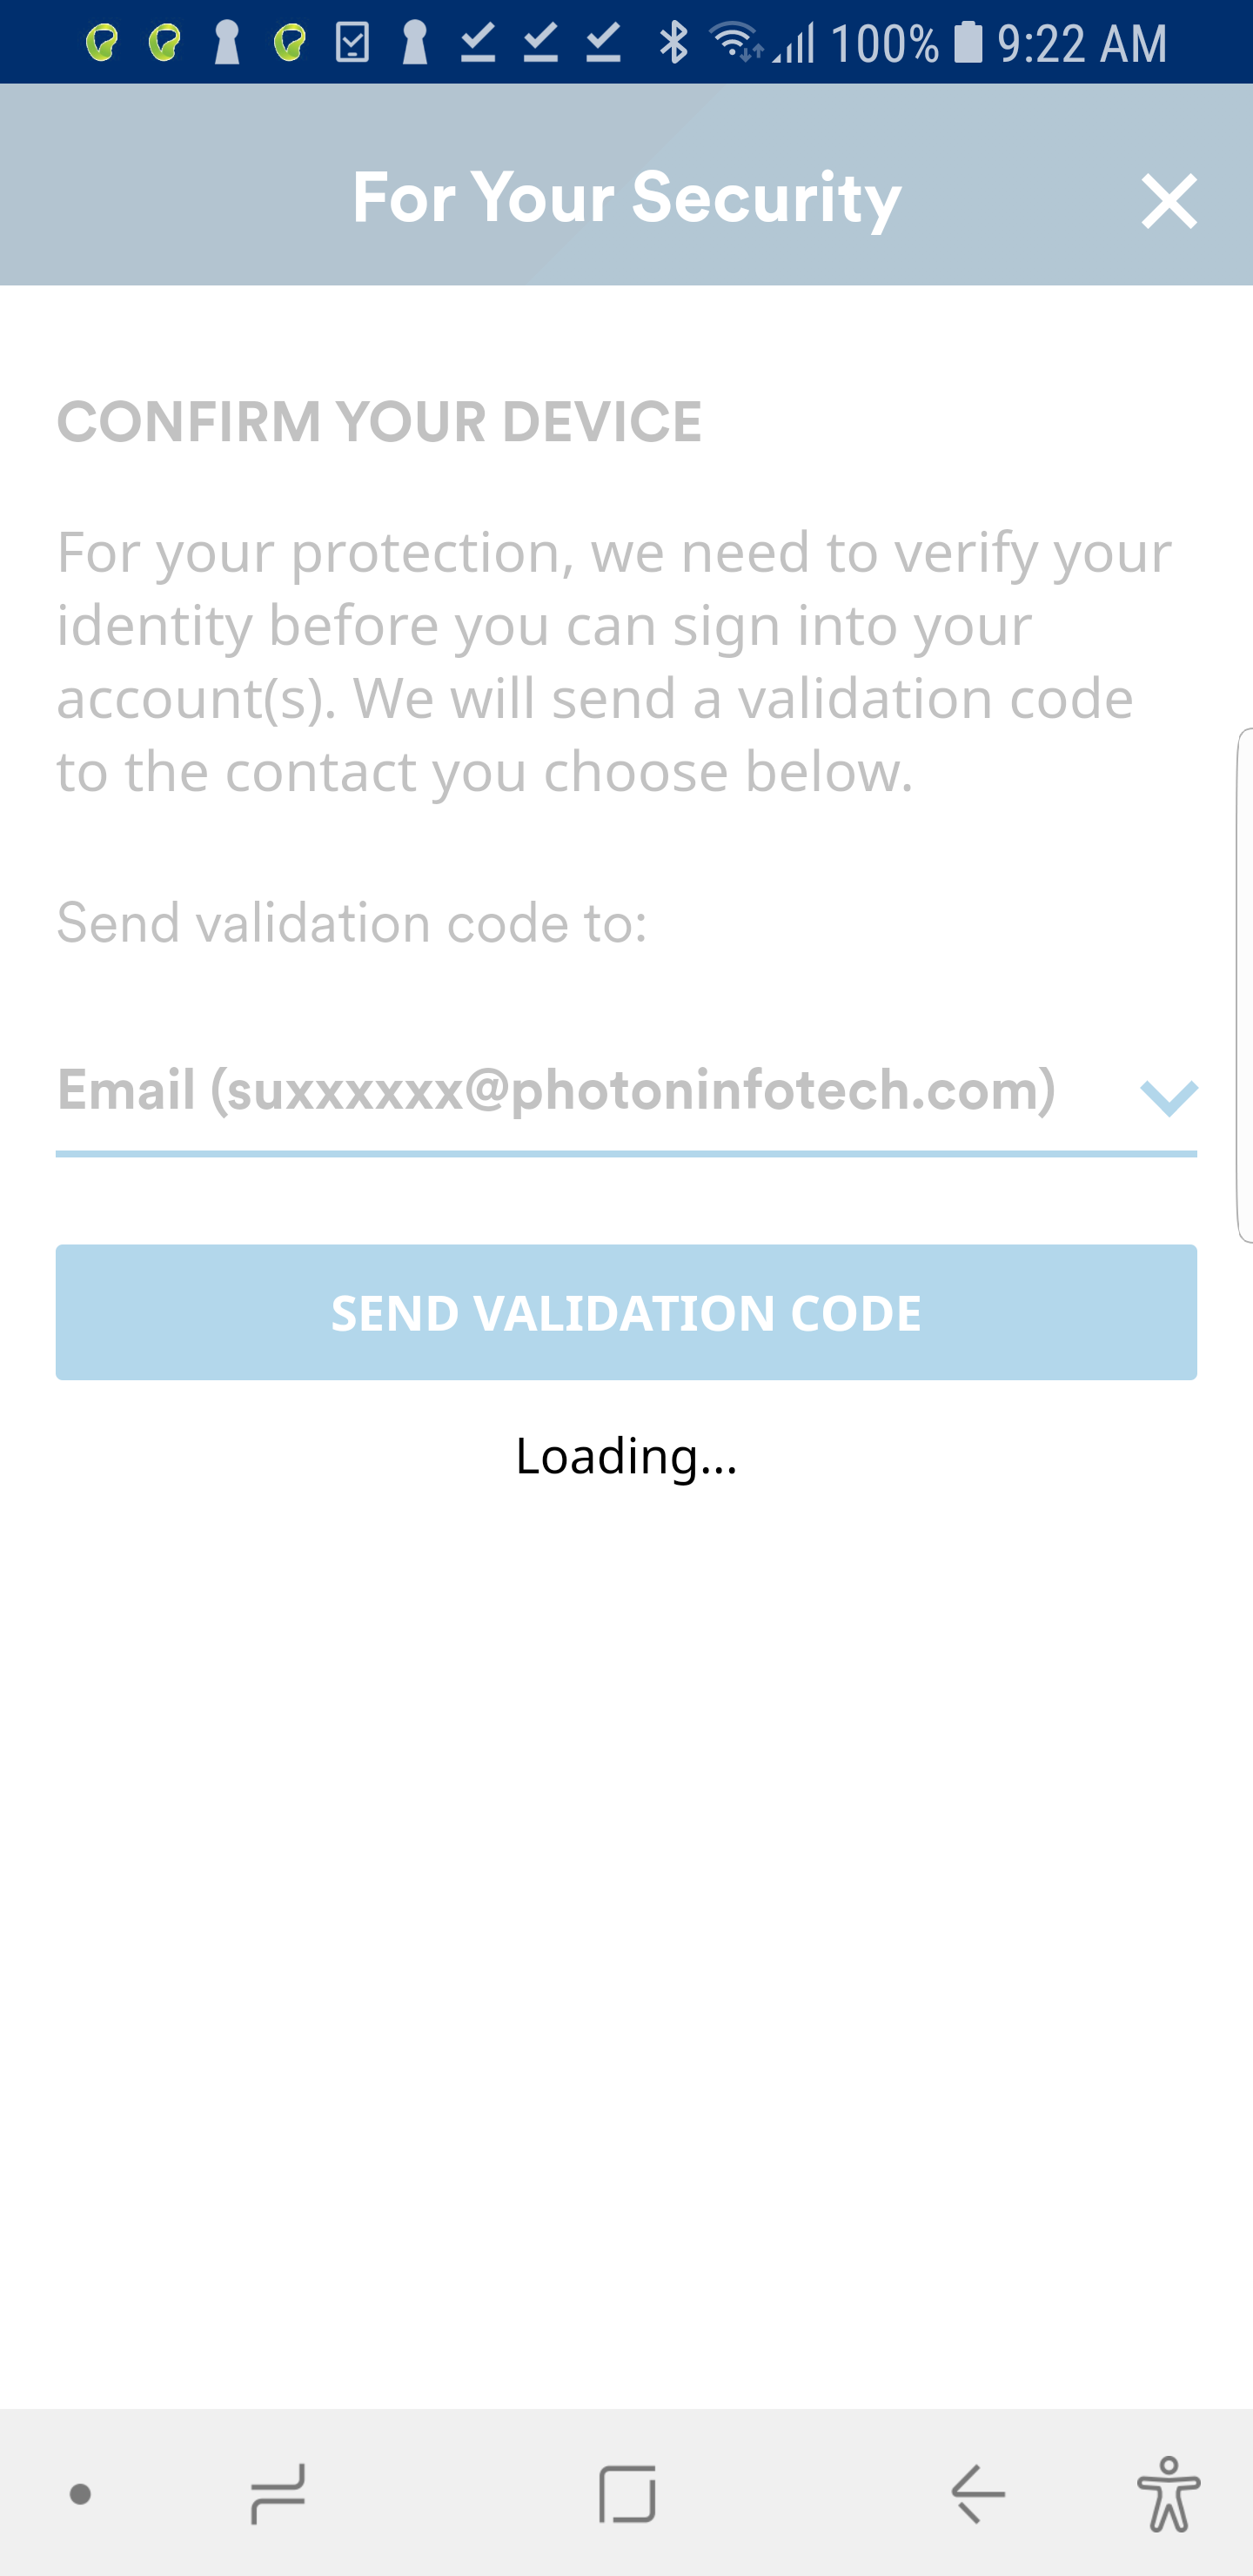 100% 9:22 AM
For Your Security
CONFIRM YOUR DEVICE
For your protection, we need to verify your
identity before you can sign into your
account(s). We will send a validation code
to the contact you choose below.
Send validation code to:
Email (suxxxxxx@photoninfotech.com)
SEND VALIDATION CODE
Loading...